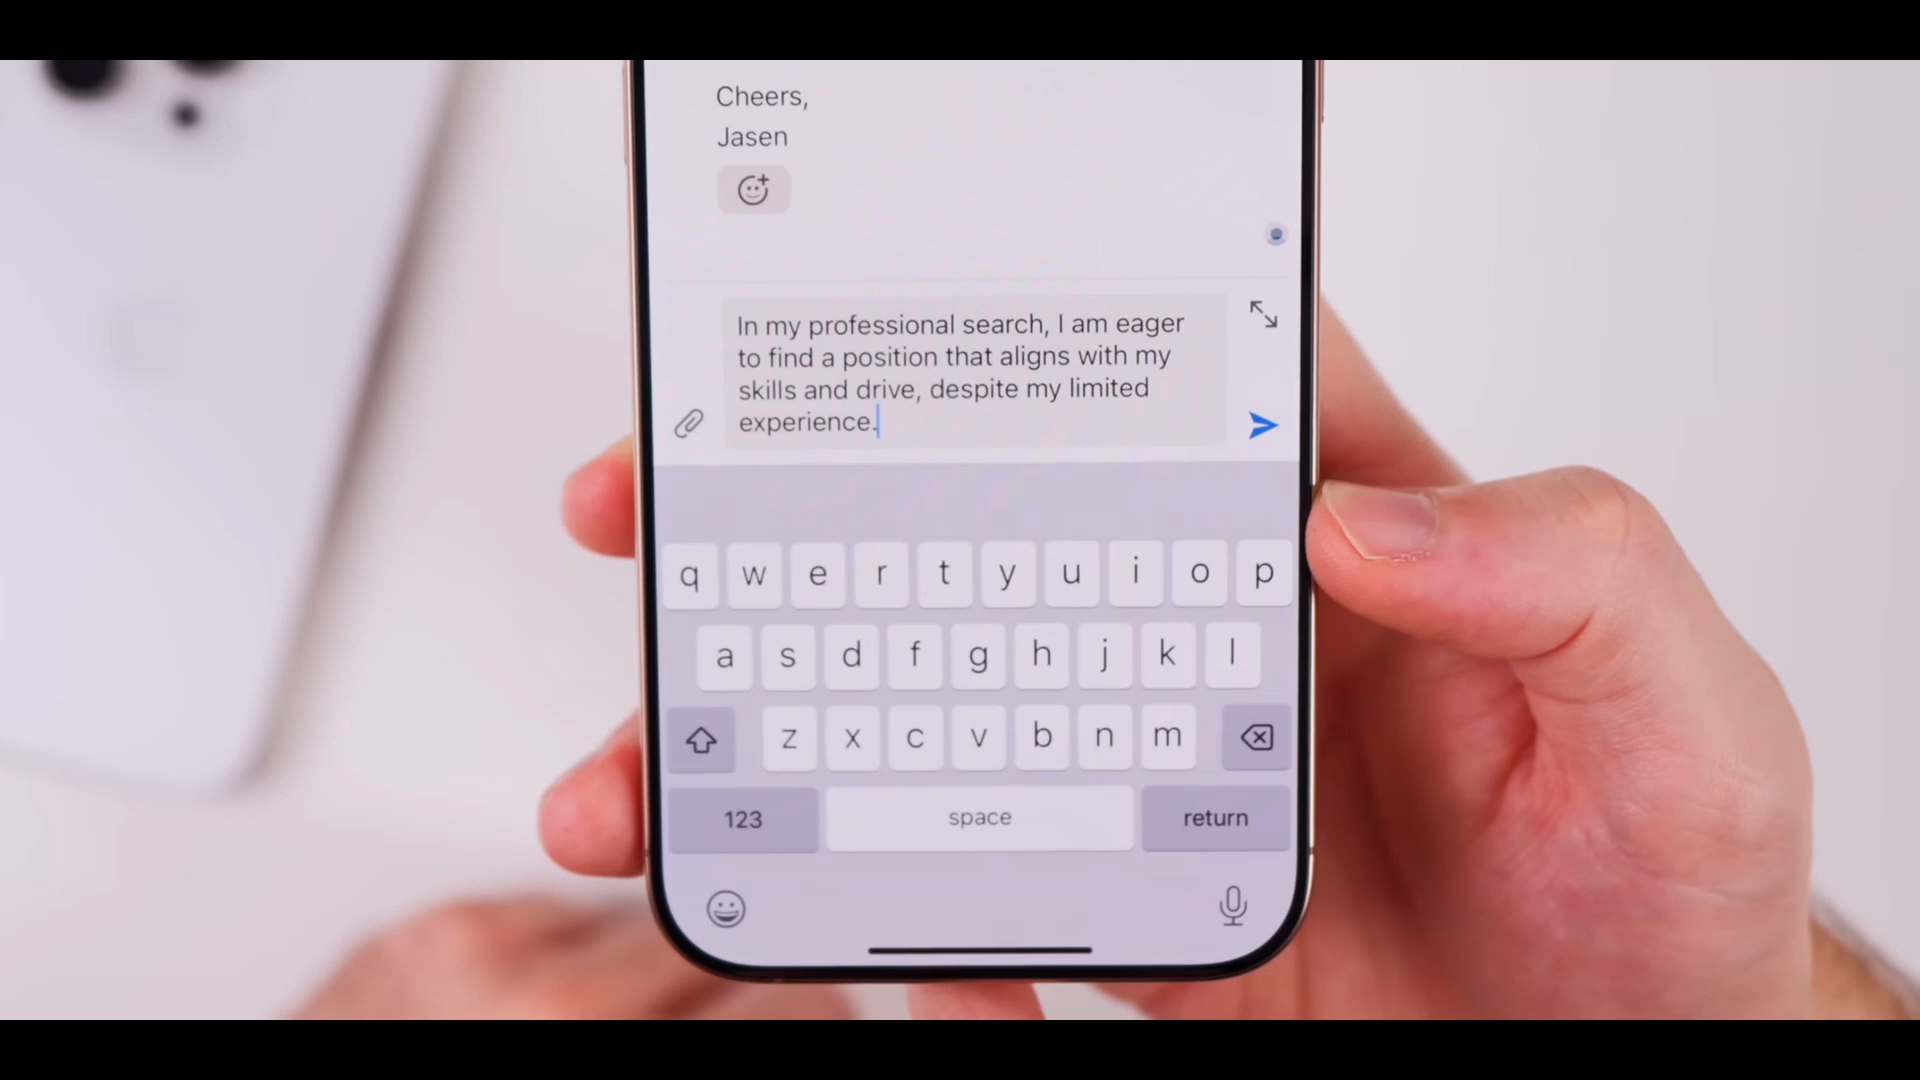 Cheers,
Jasen
In my professional search, I am eager
to find a position that aligns with my
skills and drive, despite my limited
experience.
q w e r t y u i o p
a s d f g h j k l
z x c v b n m
123 space return